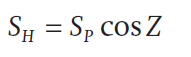 S_H = S_P cos Z